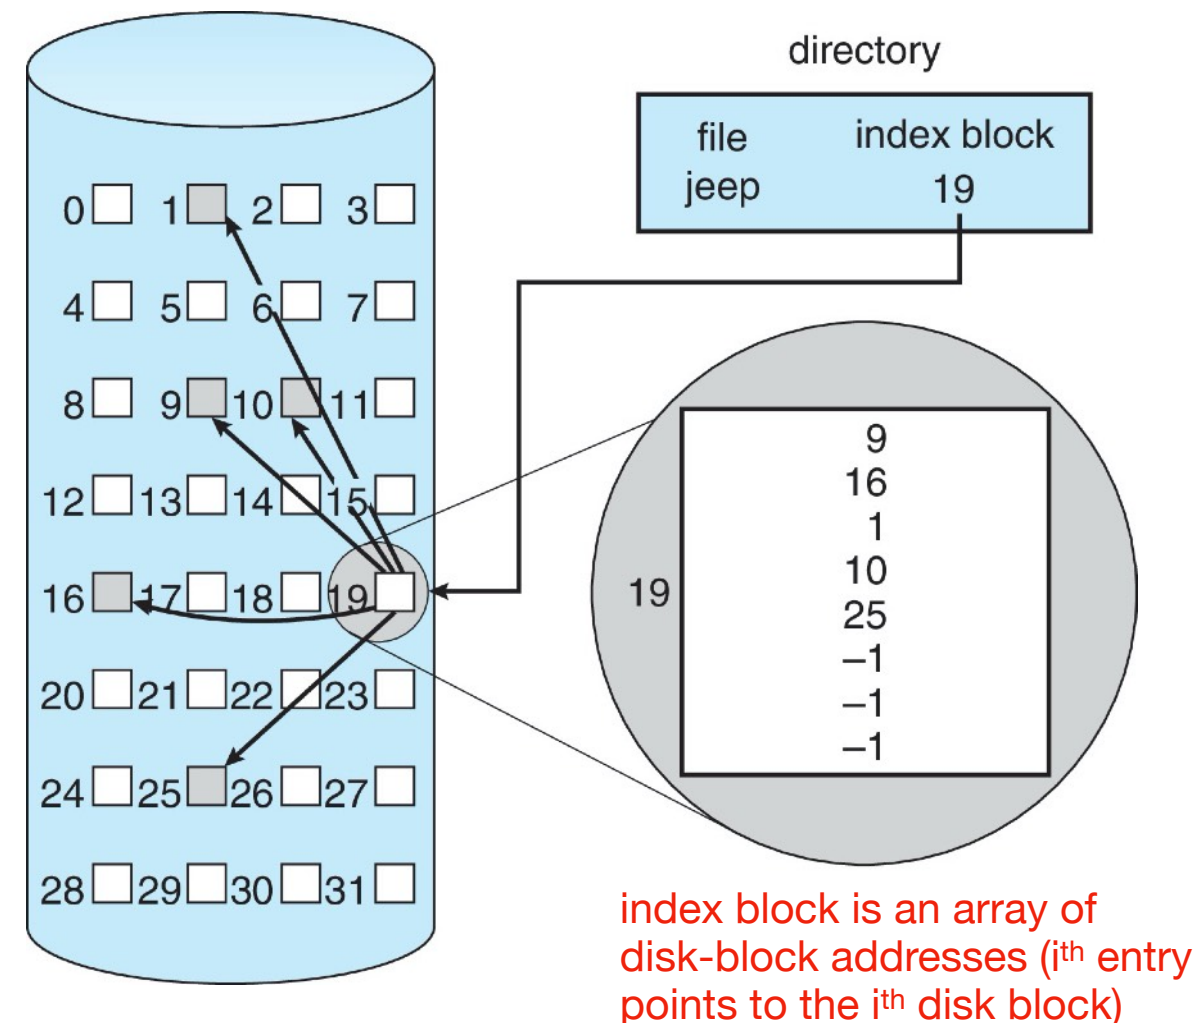 directory
file index block
jeep 19
0 1 2 3
4 5 6 7
8 9 10 11
12 13 14 15
16 17 18 19
20 21 22 23
24 25 26 27
28 29 30 31
19
9
16
1
10
25
–1
–1
–1
index block is an array of
disk-block addresses (iᵗʰ entry
points to the iᵗʰ disk block)